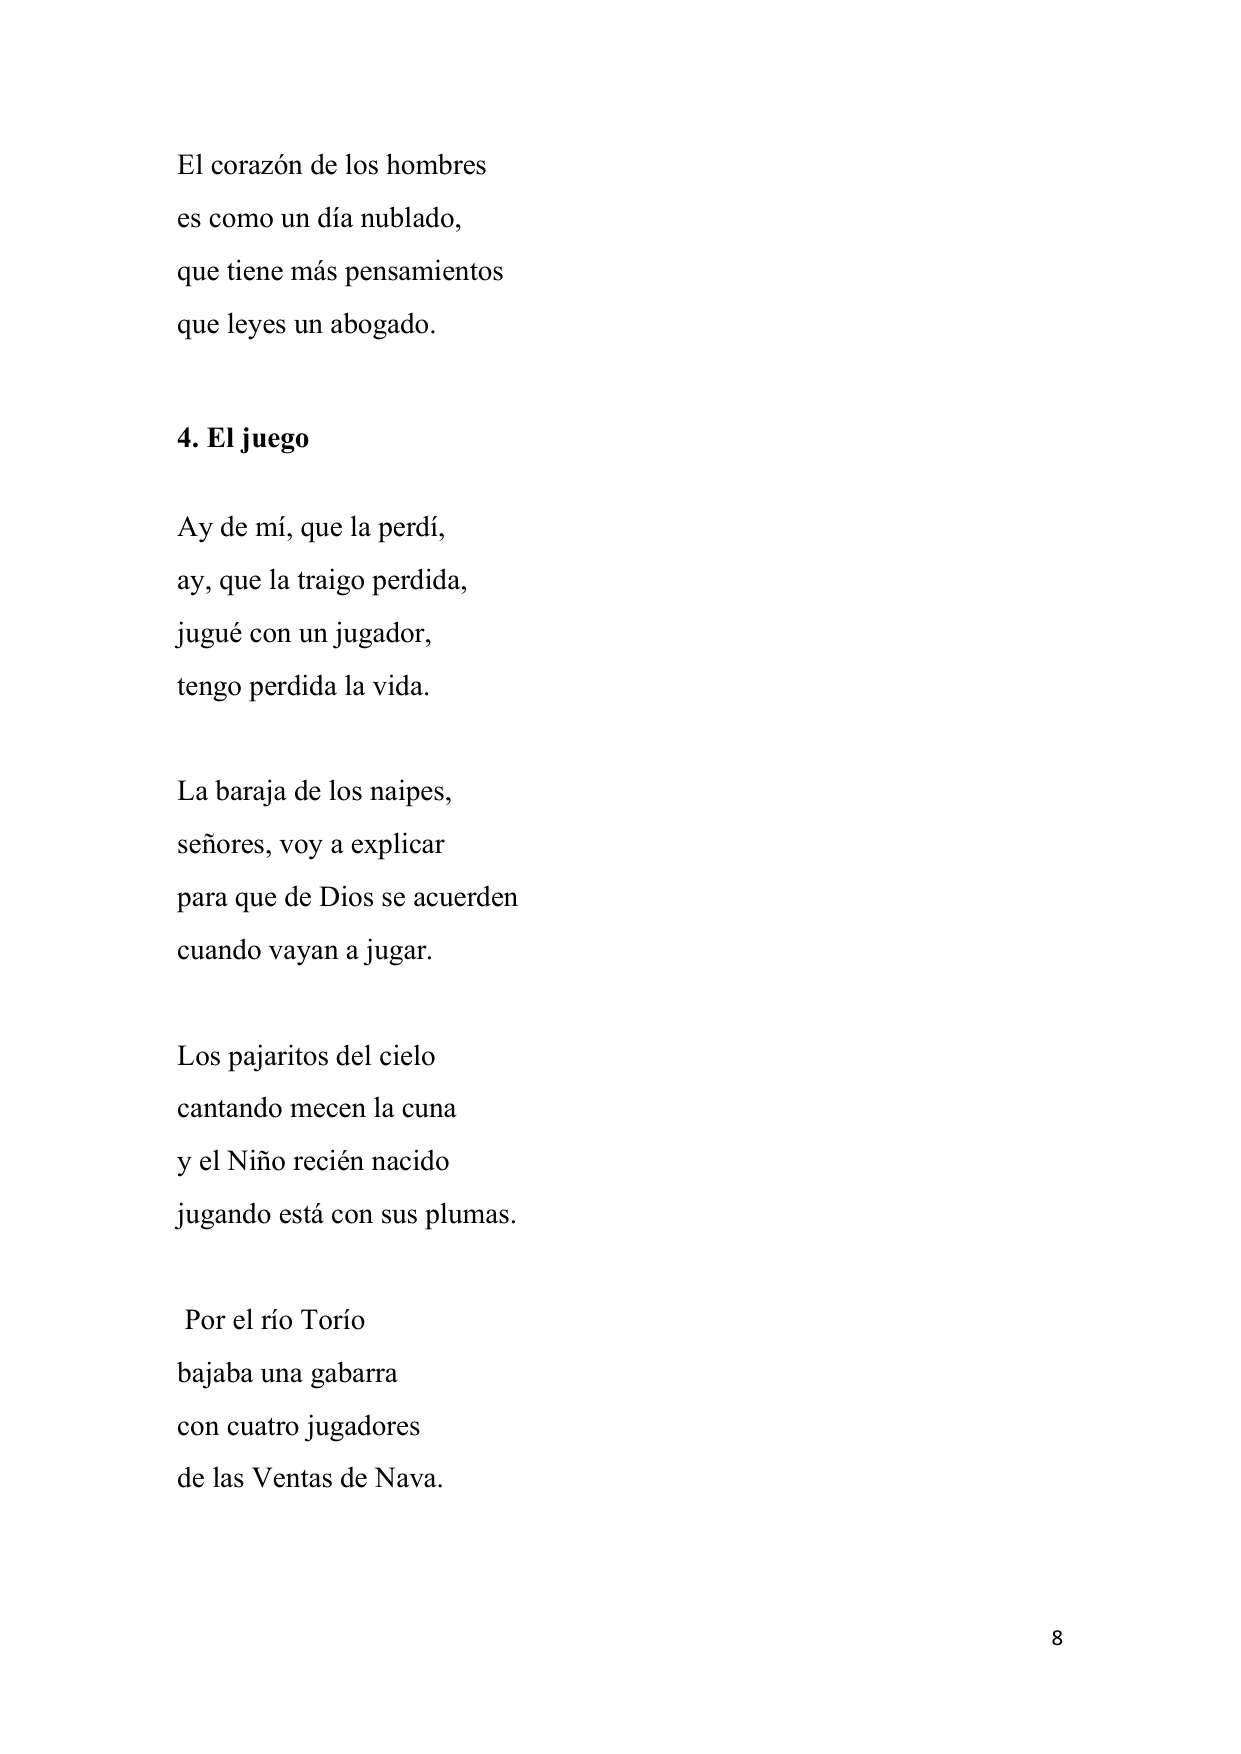 El corazón de los hombres
es como un día nublado,
que tiene más pensamientos
que leyes un abogado.
4. El juego
Ay de mí, que la perdí,
ay, que la traigo perdida,
jugué con un jugador,
tengo perdida la vida.
La baraja de los naipes,
señores, voy a explicar
para que de Dios se acuerden
cuando vayan a jugar.
Los pajaritos del cielo
cantando mecen la cuna
y el Niño recién nacido
jugando está con sus plumas.
Por el río Torío
bajaba una gabarra
con cuatro jugadores
de las Ventas de Nava.
8